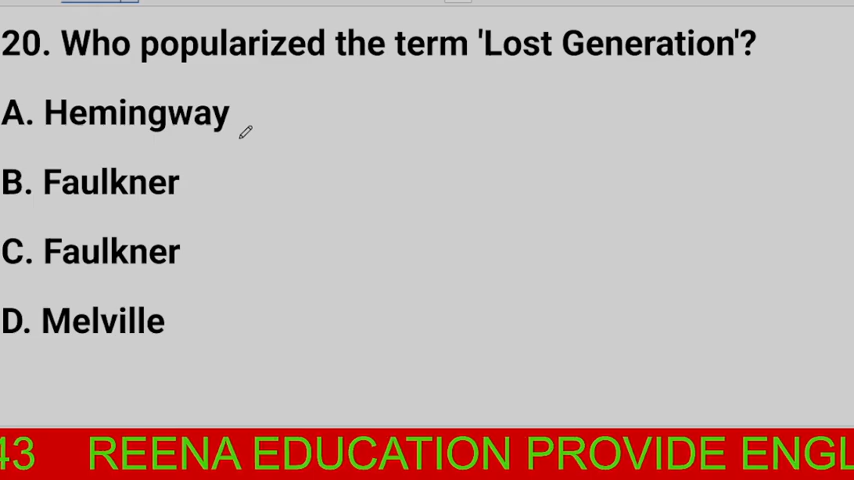 20. Who popularized the term 'Lost Generation'?
A. Hemingway
B. Faulkner
C. Faulkner
D. Melville
43 REENA EDUCATION PROVIDE ENGL